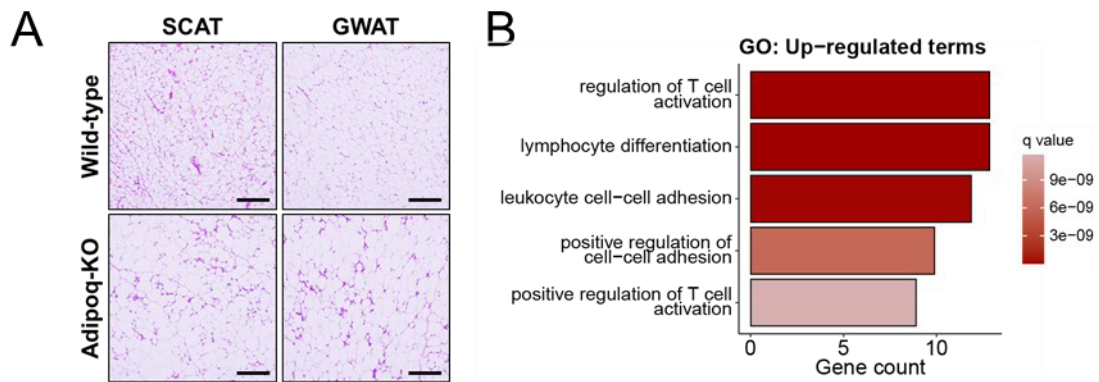 A
SCAT
GWAT
Wild-type
Adipoq-KO
B
GO: Up-regulated terms
regulation of T cell
activation
lymphocyte differentiation
leukocyte cell-cell adhesion
positive regulation of
cell-cell adhesion
positive regulation of T cell
activation
0
5
10
Gene count
q value
9e-09
6e-09
3e-09